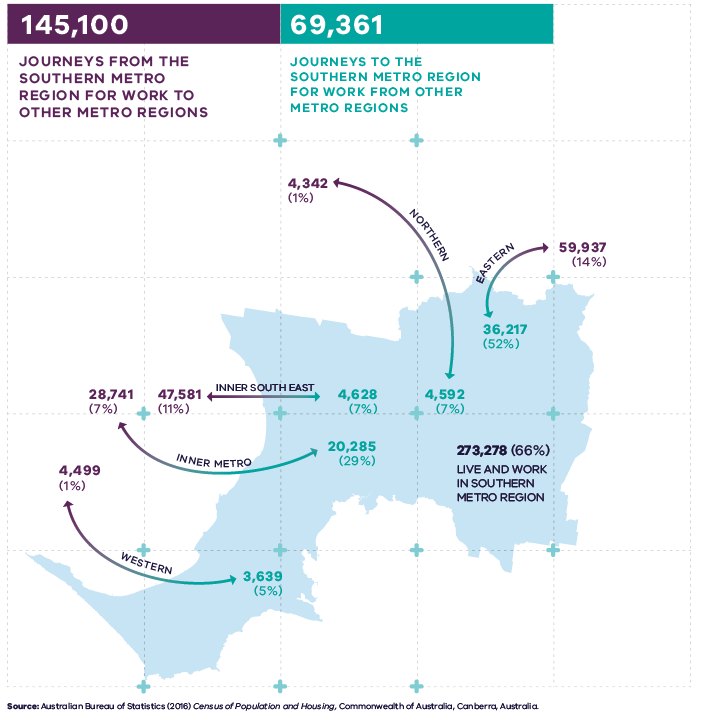 145,100
69,361
JOURNEYS FROM THE
SOUTHERN METRO
REGION FOR WORK TO
OTHER METRO REGIONS
JOURNEYS TO THE
SOUTHERN METRO REGION
FOR WORK FROM OTHER
METRO REGIONS
4,342
(1%)
NORTHERN
EASTERN
59,937
(14%)
36,217
(52%)
28,741
(7%)
47,581
(11%)
INNER SOUTH EAST
4,628
(7%)
4,592
(7%)
INNER METRO
20,285
(29%)
273,278 (66%)
LIVE AND WORK
IN SOUTHERN
METRO REGION
4,499
(1%)
WESTERN
3,639
(5%)
Source: Australian Bureau of Statistics (2016) Census of Population and Housing, Commonwealth of Australia, Canberra, Australia.